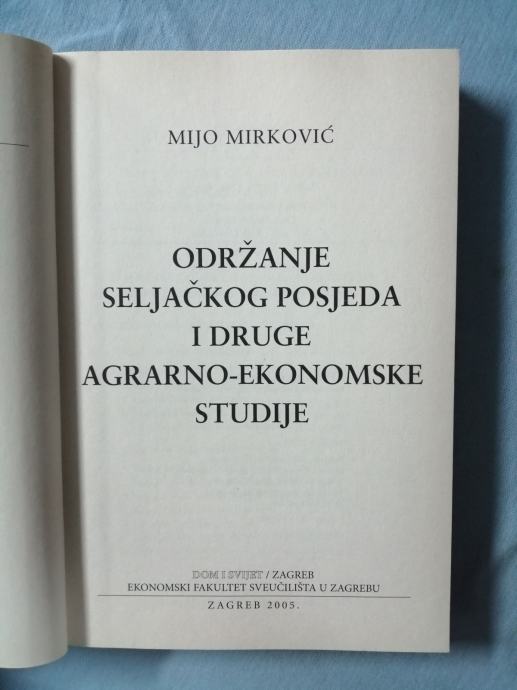 MIJO MIRKOVIĆ
ODRŽANJE
SELJAČKOG POSJEDA
I DRUGE
AGRARNO-EKONOMSKE
STUDIJE
DOM I SVIJET / ZAGREB
EKONOMSKI FAKULTET SVEUČILIŠTA U ZAGREBU
ZAGREB 2005.